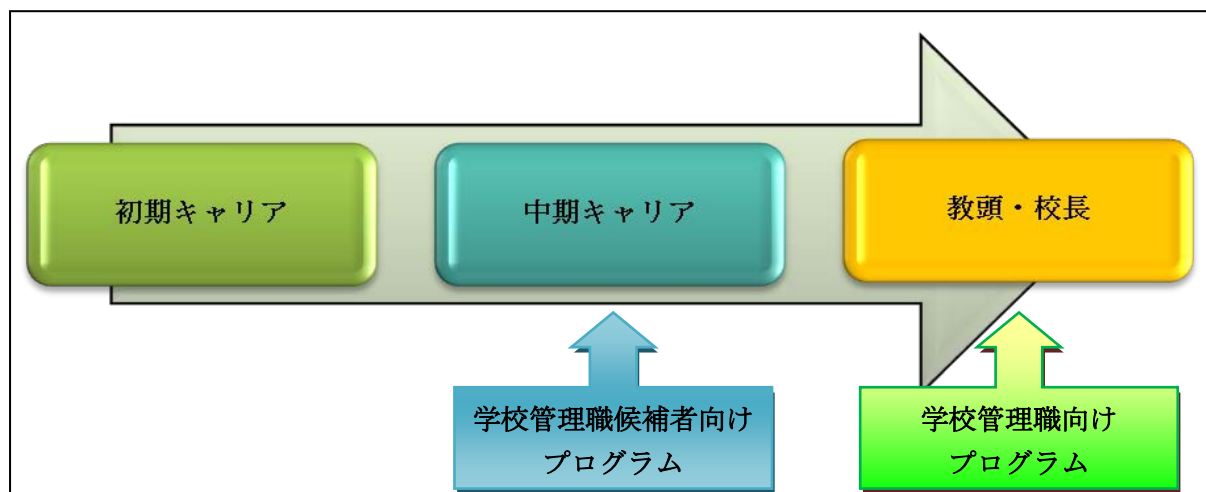 初期キャリア
中期キャリア
教頭・校長
学校管理職候補者向け
プログラム
学校管理職向け
プログラム